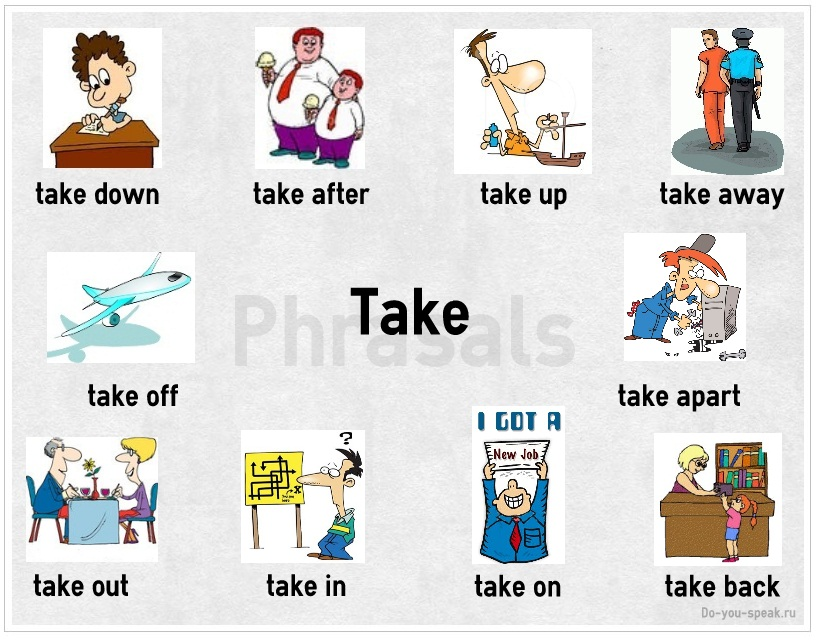 take down
take after
take up
take away
Phrasals
Take
take off
take apart
I GOT A
New Job
?
take out
take in
take on
take back
Do-you-speak.ru